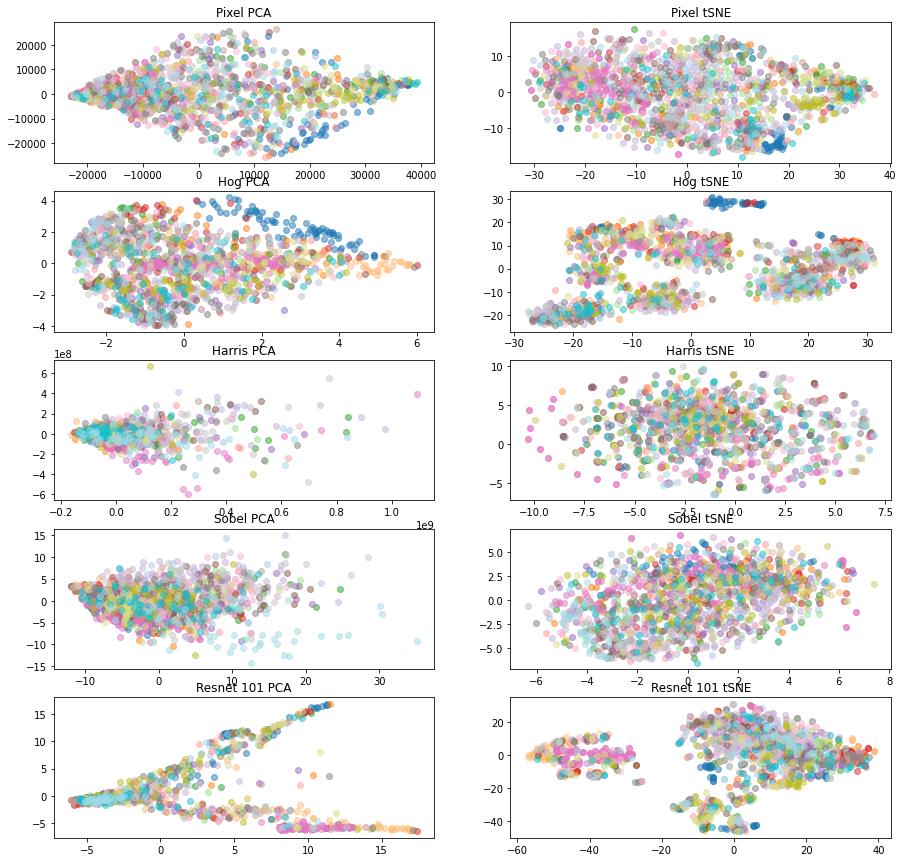 Pixel PCA
20000
10000
0
−10000
−20000
−20000 −10000 0 10000 20000 30000 40000
Pixel tSNE
10
0
−10
−30 −20 −10 0 10 20 30 40
Hog PCA
4
2
0
−2
−4
−2 0 2 4 6
Hog tSNE
30
20
10
0
−10
−20
−30 −20 −10 0 10 20 30
Harris PCA
1e8
6
4
2
0
−2
−4
−6
−0.2 0.0 0.2 0.4 0.6 0.8 1.0
1e9
Harris tSNE
10
5
0
−5
−10.0 −7.5 −5.0 −2.5 0.0 2.5 5.0 7.5
Sobel PCA
15
10
5
0
−5
−10
−15
−10 0 10 20 30
Sobel tSNE
5.0
2.5
0.0
−2.5
−5.0
−6 −4 −2 0 2 4 6 8
Resnet 101 PCA
15
10
5
0
−5
−5 0 5 10 15
Resnet 101 tSNE
20
0
−20
−40
−60 −40 −20 0 20 40